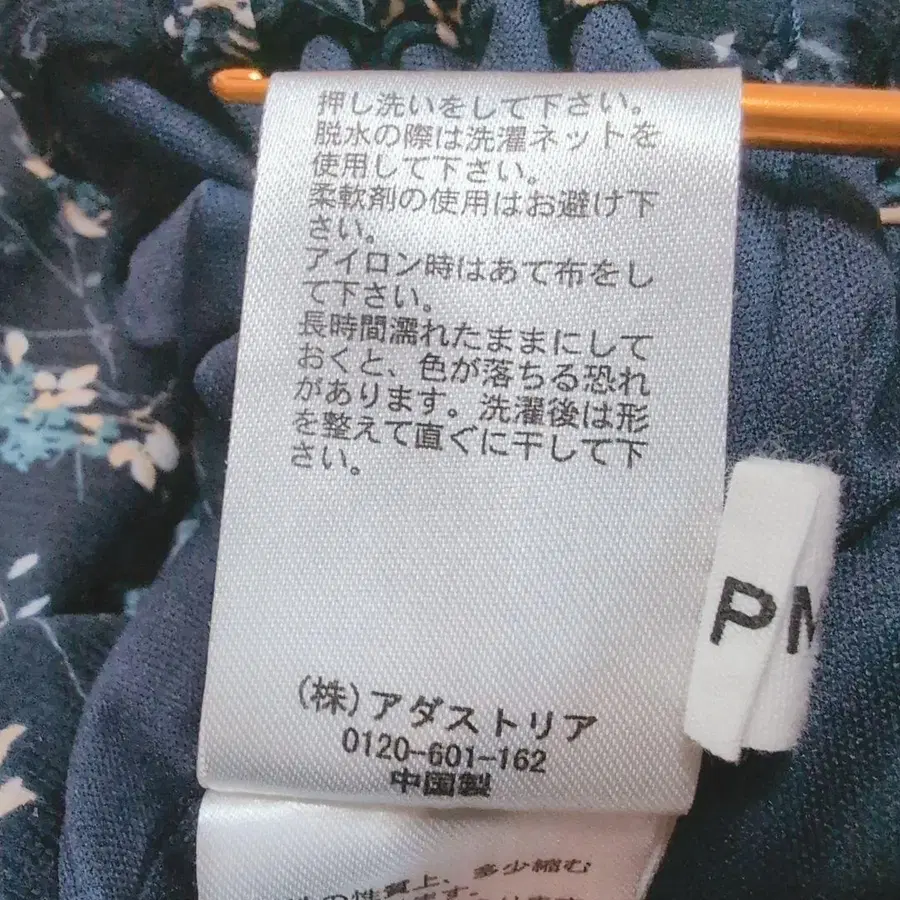 押し洗いをして下さい。
脱水の際は洗濯ネットを
使用して下さい。
柔軟剤の使用はお避け下
さい。
アイロン時はあて布をし
て下さい。
長時間濡れたままにして
おくと、色が落ちる恐れ
があります。洗濯後は形
を整えて直ぐに干して下
さい。
(株)アダストリア
0120-601-162
中国製
PM
の性質上、多少縮む